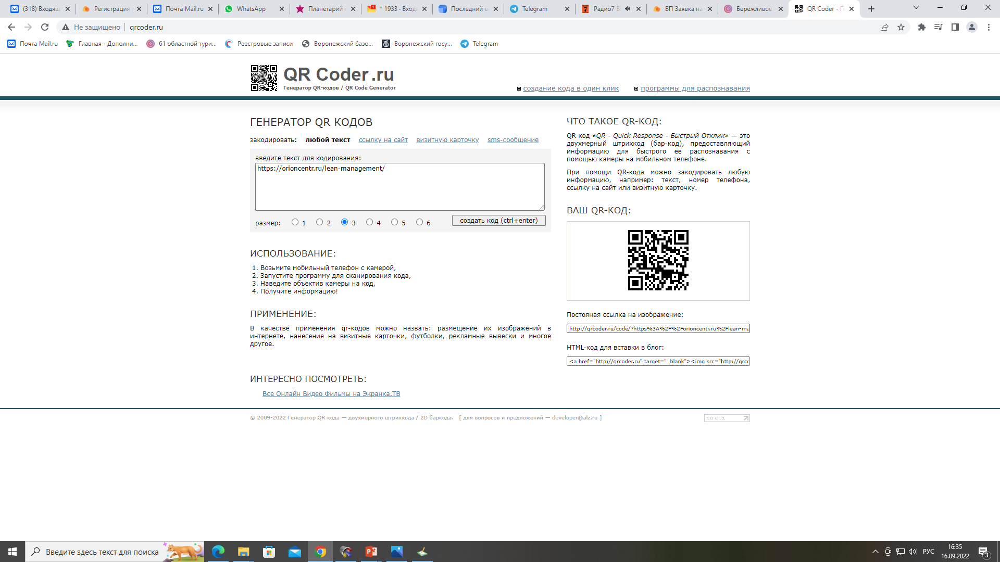 (318) Входящ
Регистрация
Почта Mail.ru
WhatsApp
Планетарий
* 1933 · Вход
Последний в
Telegram
Радио7
БП Заявка на
Бережливое
QR Coder - Г
Не защищено
qrcoder.ru
Почта Mail.ru
Главная - Дополни...
61 областной тури...
Реестровые записи
Воронежский базо...
Воронежский госу...
Telegram
QR Coder.ru
Генератор QR-кодов / QR Code Generator
создание кода в один клик
программы для распознавания
ГЕНЕРАТОР QR КОДОВ
закодировать: любой текст ссылку на сайт визитную карточку sms-сообщение
введите текст для кодирования:
https://orioncentr.ru/lean-management/
размер: 1 2 3 4 5 6
создать код (ctrl+enter)
ИСПОЛЬЗОВАНИЕ:
1. Возьмите мобильный телефон с камерой,
2. Запустите программу для сканирования кода,
3. Наведите объектив камеры на код,
4. Получите информацию!
ПРИМЕНЕНИЕ:
В качестве применения qr-кодов можно назвать: размещение их изображений в
интернете, нанесение на визитные карточки, футболки, рекламные вывески и многое
другое.
ИНТЕРЕСНО ПОСМОТРЕТЬ:
Все Онлайн Видео Фильмы на Экранка.ТВ
ЧТО ТАКОЕ QR-КОД:
QR код «QR - Quick Response - Быстрый Отклик» — это
двухмерный штрихкод (бар-код), предоставляющий
информацию для быстрого ее распознавания с
помощью камеры на мобильном телефоне.
При помощи QR-кода можно закодировать любую
информацию, например: текст, номер телефона,
ссылку на сайт или визитную карточку.
ВАШ QR-КОД:
Постояная ссылка на изображение:
http://qrcoder.ru/code/?https%3A%2F%2Forioncentr.ru%2Flean-ma
HTML-код для вставки в блог:
<a href="http://qrcoder.ru" target="_blank"><img src="http://qrco
© 2009-2022 Генератор QR кода — двухмерного штрихкода / 2D баркода. [ для вопросов и предложений — developer@alz.ru ]
Введите здесь текст для поиска
РУС
16:35
16.09.2022
3